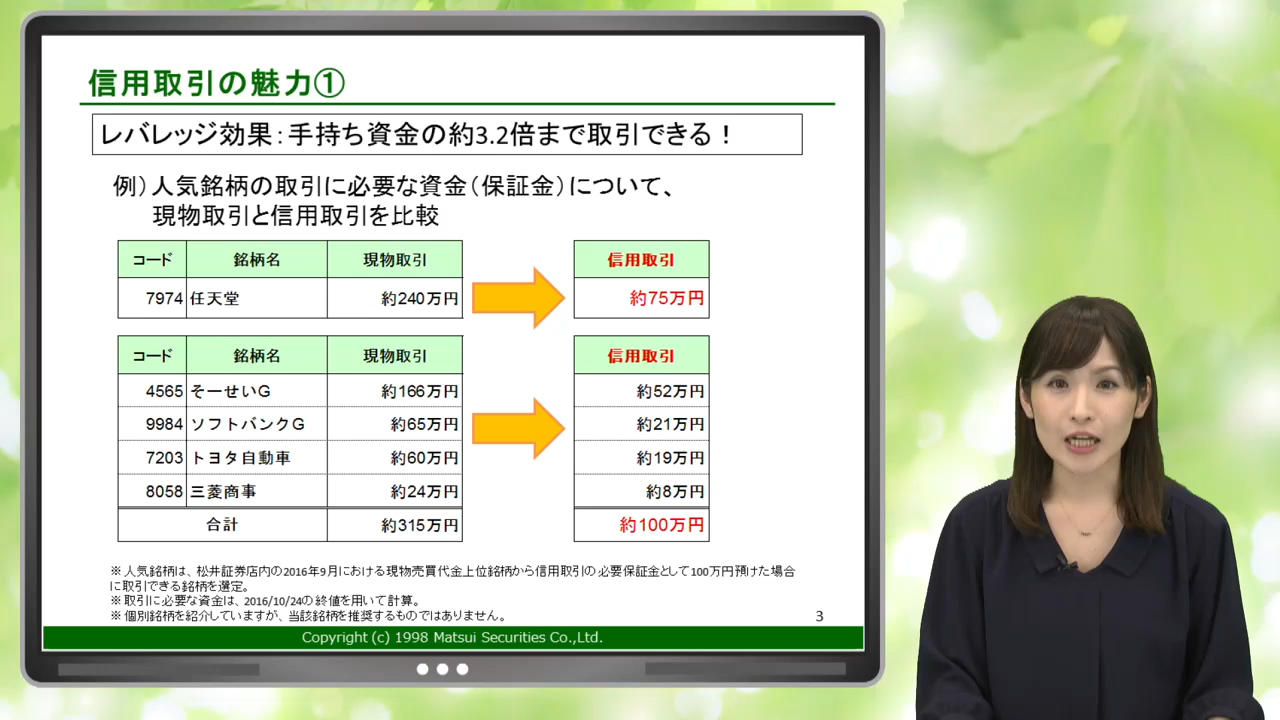 信用取引の魅力①
レバレッジ効果：手持ち資金の約3.2倍まで取引できる！
例）人気銘柄の取引に必要な資金（保証金）について、
現物取引と信用取引を比較
コード 銘柄名 現物取引 信用取引
7974 任天堂 約240万円 約75万円
コード 銘柄名 現物取引 信用取引
4565 そーせいG 約166万円 約52万円
9984 ソフトバンクG 約65万円 約21万円
7203 トヨタ自動車 約60万円 約19万円
8058 三菱商事 約24万円 約8万円
合計 約315万円 約100万円
※ 人気銘柄は、松井証券店内の2016年9月における現物売買代金上位銘柄から信用取引の必要保証金として100万円預けた場合
に取引できる銘柄を選定。
※ 取引に必要な資金は、2016/10/24の終値を用いて計算。
※ 個別銘柄を紹介していますが、当該銘柄を推奨するものではありません。
3
Copyright (c) 1998 Matsui Securities Co.,Ltd.